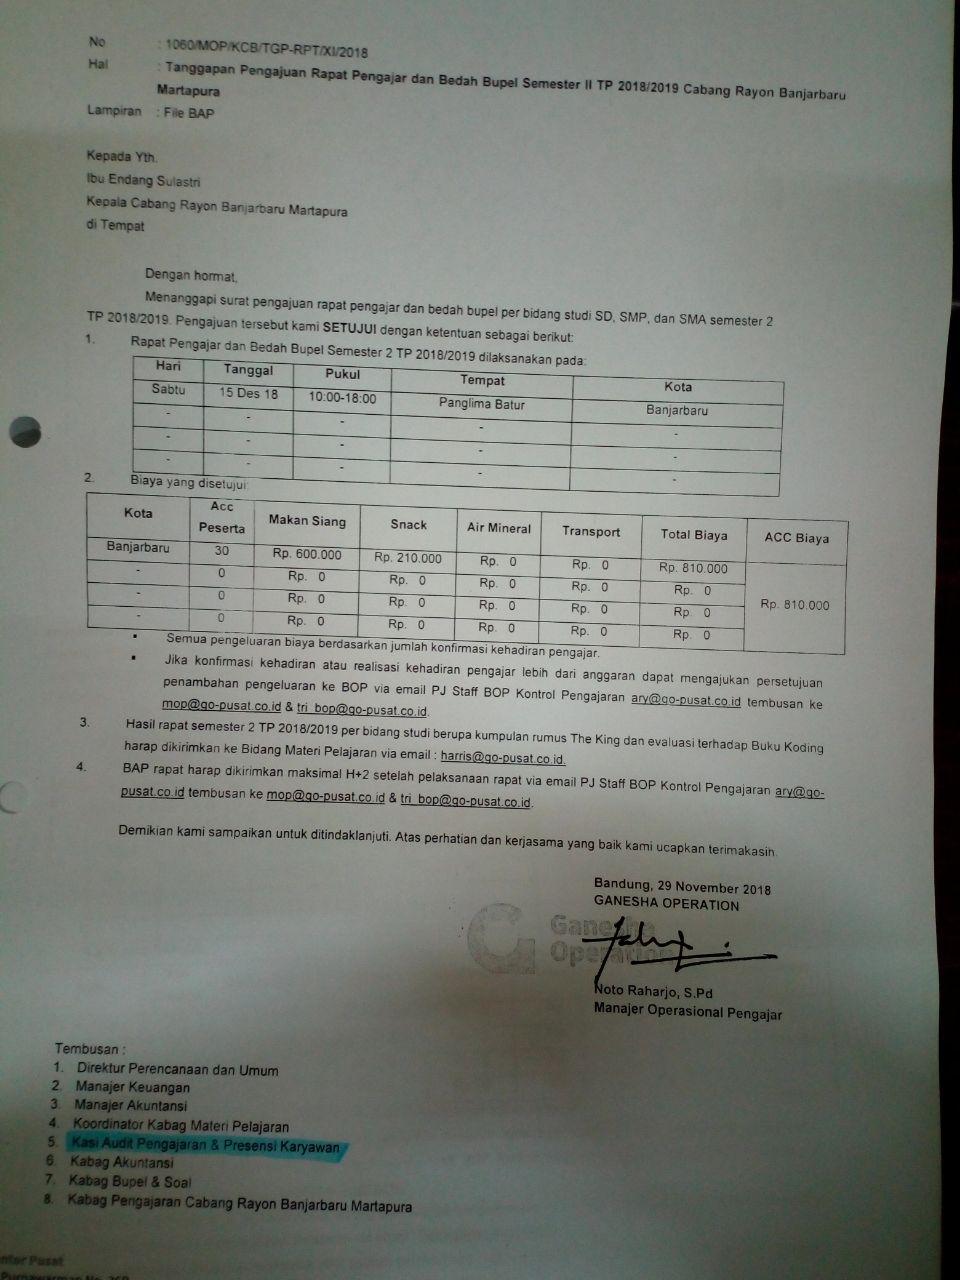 No : 1060/MOP/KCB/TGP-RPT/XI/2018
Hal : Tanggapan Pengajuan Rapat Pengajar dan Bedah Bupel Semester II TP 2018/2019 Cabang Rayon Banjarbaru
Martapura
Lampiran : File BAP
Kepada Yth.
Ibu Endang Sulastri
Kepala Cabang Rayon Banjarbaru Martapura
di Tempat
Dengan hormat,
Menanggapi surat pengajuan rapat pengajar dan bedah bupel per bidang studi SD, SMP, dan SMA semester 2
TP 2018/2019. Pengajuan tersebut kami SETUJUI dengan ketentuan sebagai berikut:
1. Rapat Pengajar dan Bedah Bupel Semester 2 TP 2018/2019 dilaksanakan pada:
Hari Tanggal Pukul Tempat Kota
Sabtu 15 Des 18 10:00-18:00 Panglima Batur Banjarbaru
- - - - -
- - - - -
- - - - -
2. Biaya yang disetujui:
Kota Acc Peserta Makan Siang Snack Air Mineral Transport Total Biaya ACC Biaya
Banjarbaru 30 Rp. 600.000 Rp. 210.000 Rp. 0 Rp. 0 Rp. 810.000 Rp. 810.000
- 0 Rp. 0 Rp. 0 Rp. 0 Rp. 0 Rp. 0
- 0 Rp. 0 Rp. 0 Rp. 0 Rp. 0 Rp. 0
- 0 Rp. 0 Rp. 0 Rp. 0 Rp. 0 Rp. 0
▪ Semua pengeluaran biaya berdasarkan jumlah konfirmasi kehadiran pengajar.
▪ Jika konfirmasi kehadiran atau realisasi kehadiran pengajar lebih dari anggaran dapat mengajukan persetujuan
penambahan pengeluaran ke BOP via email PJ Staff BOP Kontrol Pengajaran ary@go-pusat.co.id tembusan ke
mop@go-pusat.co.id & tri_bop@go-pusat.co.id.
3. Hasil rapat semester 2 TP 2018/2019 per bidang studi berupa kumpulan rumus The King dan evaluasi terhadap Buku Koding
harap dikirimkan ke Bidang Materi Pelajaran via email : harris@go-pusat.co.id.
4. BAP rapat harap dikirimkan maksimal H+2 setelah pelaksanaan rapat via email PJ Staff BOP Kontrol Pengajaran ary@go-
pusat.co.id tembusan ke mop@go-pusat.co.id & tri_bop@go-pusat.co.id.
Demikian kami sampaikan untuk ditindaklanjuti. Atas perhatian dan kerjasama yang baik kami ucapkan terimakasih.
Bandung, 29 November 2018
GANESHA OPERATION
Ganesha
Operation
Noto Raharjo, S.Pd
Manajer Operasional Pengajar
Tembusan :
1. Direktur Perencanaan dan Umum
2. Manajer Keuangan
3. Manajer Akuntansi
4. Koordinator Kabag Materi Pelajaran
5. Kasi Audit Pengajaran & Presensi Karyawan
6. Kabag Akuntansi
7. Kabag Bupel & Soal
8. Kabag Pengajaran Cabang Rayon Banjarbaru Martapura
Pusat